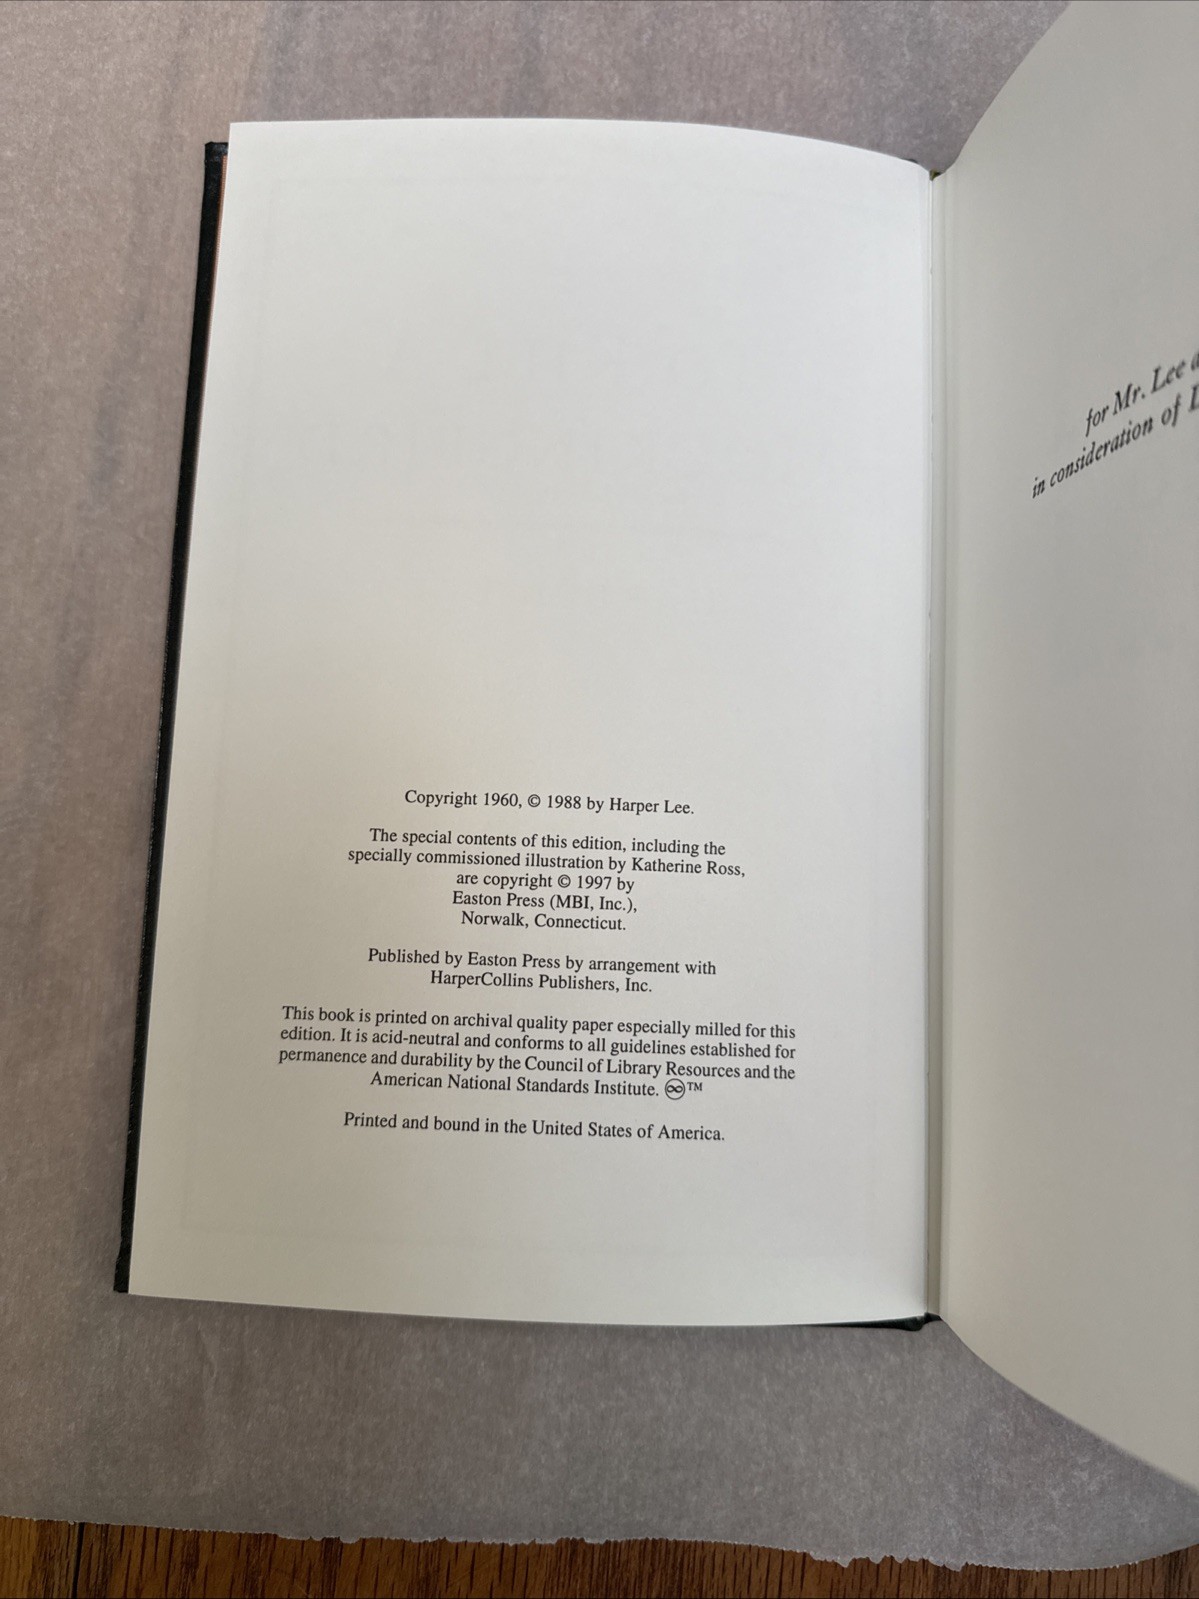 Copyright 1960, © 1988 by Harper Lee.
The special contents of this edition, including the
specially commissioned illustration by Katherine Ross,
are copyright © 1997 by
Easton Press (MBI, Inc.),
Norwalk, Connecticut.
Published by Easton Press by arrangement with
HarperCollins Publishers, Inc.
This book is printed on archival quality paper especially milled for this
edition. It is acid-neutral and conforms to all guidelines established for
permanence and durability by the Council of Library Resources and the
American National Standards Institute. ♾™
Printed and bound in the United States of America.
for Mr. Lee
in consideration of